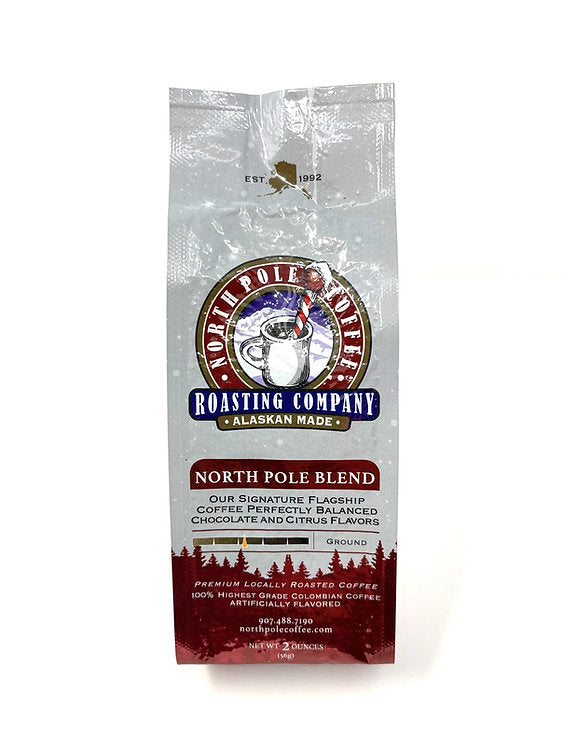 EST. 1992
NORTH POLE COFFEE
ROASTING COMPANY
• ALASKAN MADE •
NORTH POLE BLEND
OUR SIGNATURE FLAGSHIP
COFFEE PERFECTLY BALANCED
CHOCOLATE AND CITRUS FLAVORS
GROUND
PREMIUM LOCALLY ROASTED COFFEE
100% HIGHEST GRADE COLOMBIAN COFFEE
ARTIFICIALLY FLAVORED
907.488.7190
northpolecoffee.com
NET WT 2 OUNCES
(56g)